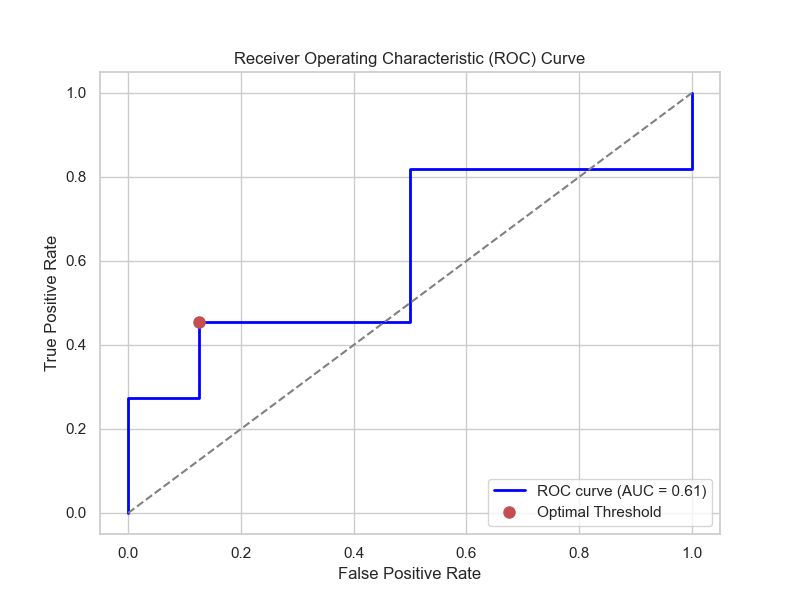 Receiver Operating Characteristic (ROC) Curve
True Positive Rate
1.0
0.8
0.6
0.4
0.2
0.0
ROC curve (AUC = 0.61)
Optimal Threshold
0.0 0.2 0.4 0.6 0.8 1.0
False Positive Rate